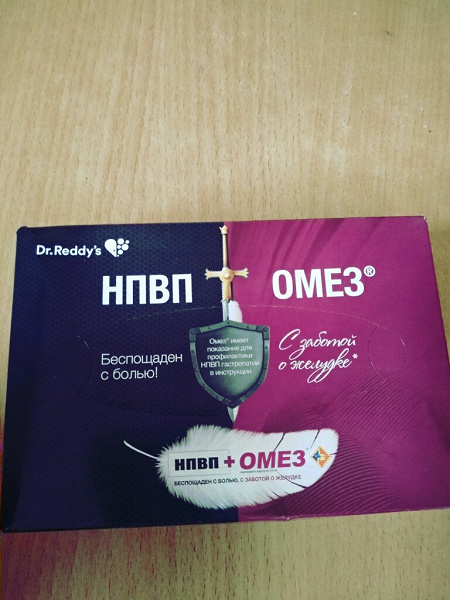 Dr.Reddy's
НПВП
ОМЕЗ®
Беспощаден
с болью!
Омез® имеет
показание для
профилактики
НПВП гастропатии
в инструкции
С заботой
о желудке*
НПВП + ОМЕЗ®
БЕСПОЩАДЕН С БОЛЬЮ, С ЗАБОТОЙ О ЖЕЛУДКЕ